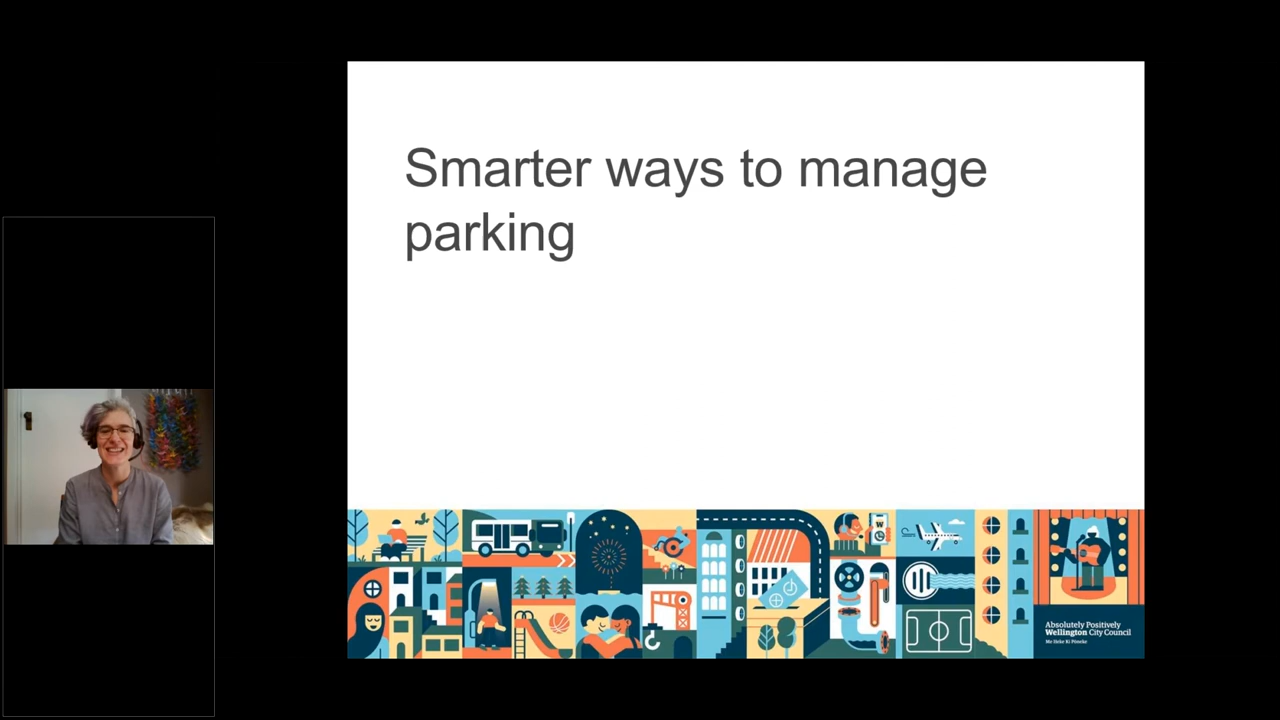 Smarter ways to manage
parking
W
Absolutely Positively
Wellington City Council
Me Heke Ki Pōneke